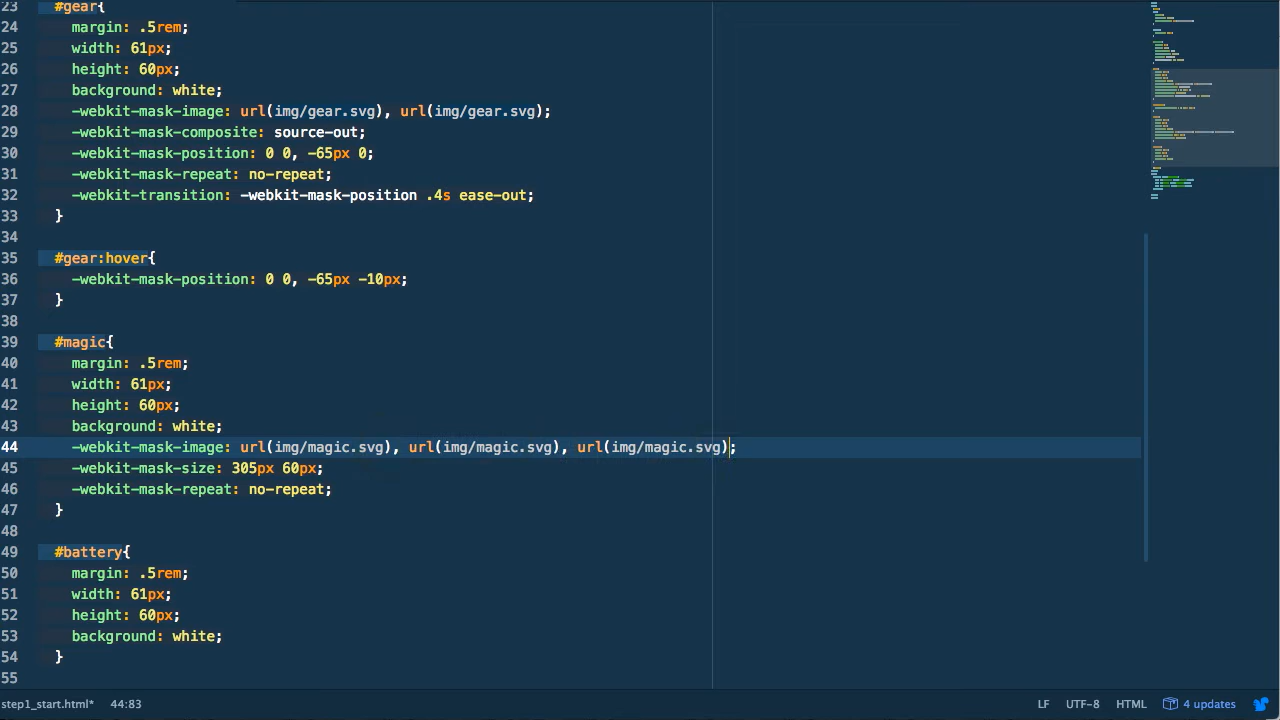 23 #gear{
24 margin: .5rem;
25 width: 61px;
26 height: 60px;
27 background: white;
28 -webkit-mask-image: url(img/gear.svg), url(img/gear.svg);
29 -webkit-mask-composite: source-out;
30 -webkit-mask-position: 0 0, -65px 0;
31 -webkit-mask-repeat: no-repeat;
32 -webkit-transition: -webkit-mask-position .4s ease-out;
33 }
34
35 #gear:hover{
36 -webkit-mask-position: 0 0, -65px -10px;
37 }
38
39 #magic{
40 margin: .5rem;
41 width: 61px;
42 height: 60px;
43 background: white;
44 -webkit-mask-image: url(img/magic.svg), url(img/magic.svg), url(img/magic.svg);
45 -webkit-mask-size: 305px 60px;
46 -webkit-mask-repeat: no-repeat;
47 }
48
49 #battery{
50 margin: .5rem;
51 width: 61px;
52 height: 60px;
53 background: white;
54 }
55
step1_start.html* 44:83 LF UTF-8 HTML 4 updates